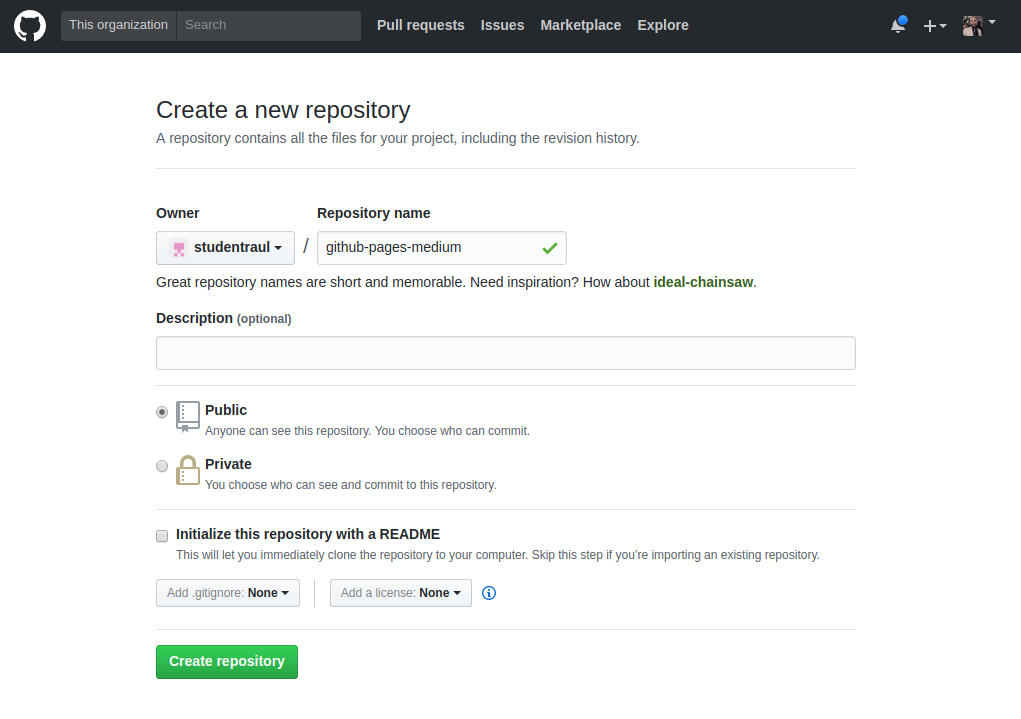 This organization Search Pull requests Issues Marketplace Explore
Create a new repository
A repository contains all the files for your project, including the revision history.
Owner Repository name
studentraul / github-pages-medium
Great repository names are short and memorable. Need inspiration? How about ideal-chainsaw.
Description (optional)
Public
Anyone can see this repository. You choose who can commit.
Private
You choose who can see and commit to this repository.
Initialize this repository with a README
This will let you immediately clone the repository to your computer. Skip this step if you’re importing an existing repository.
Add .gitignore: None Add a license: None
Create repository